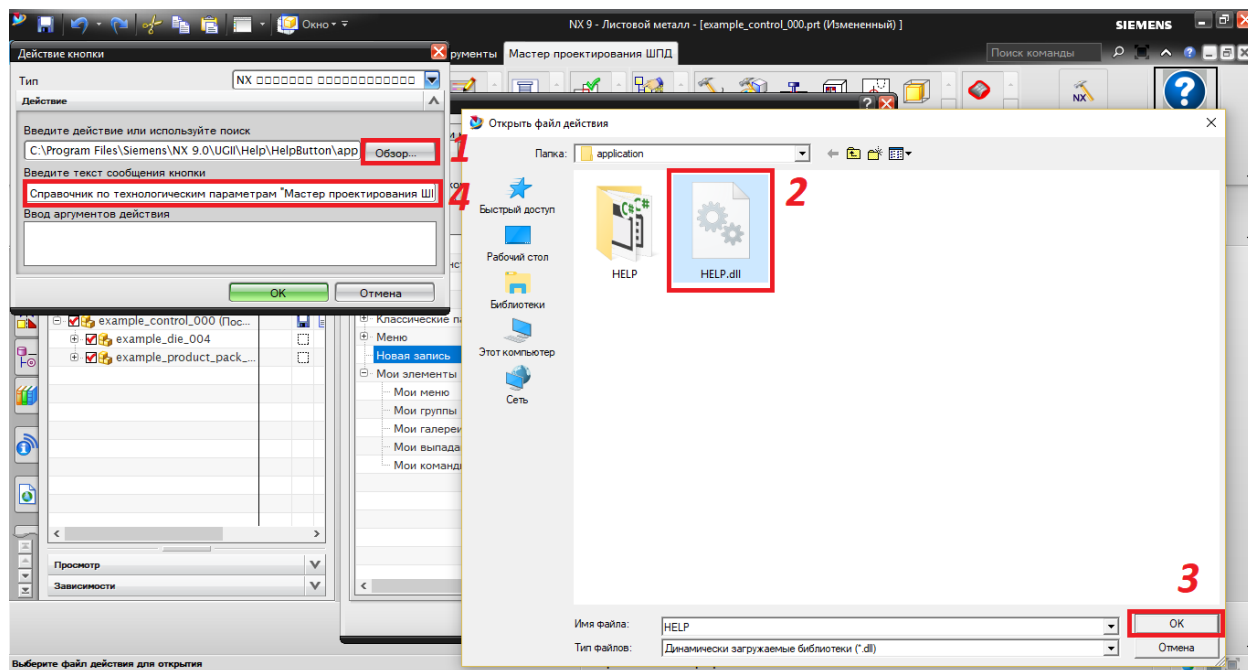 Окно
NX 9 - Листовой металл - [example_control_000.prt (Измененный) ]
SIEMENS
Действие кнопки
рументы
Мастер проектирования ШПД
Поиск команды
Тип
NX □□□□□□□ □□□□□□□□□□□□
Действие
NX
Введите действие или используйте поиск
C:\Program Files\Siemens\NX 9.0\UGII\Help\HelpButton\app
Обзор...
1
Введите текст сообщения кнопки
Справочник по технологическим параметрам "Мастер проектирования ШІ
4
Ввод аргументов действия
OK
Отмена
Открыть файл действия
Папка:
application
2
Быстрый доступ
Рабочий стол
Библиотеки
Этот компьютер
Сеть
HELP
HELP.dll
example_control_000 (Пос...
example_die_004
example_product_pack_...
Классические п
Меню
Новая запись
Мои элементы
Мои меню
Мои группы
Мои галереи
Мои выпада
Мои команд
Просмотр
Зависимости
3
Имя файла:
HELP
OK
Тип файлов:
Динамически загружаемые библиотеки (*.dll)
Отмена
Выберите файл действия для открытия